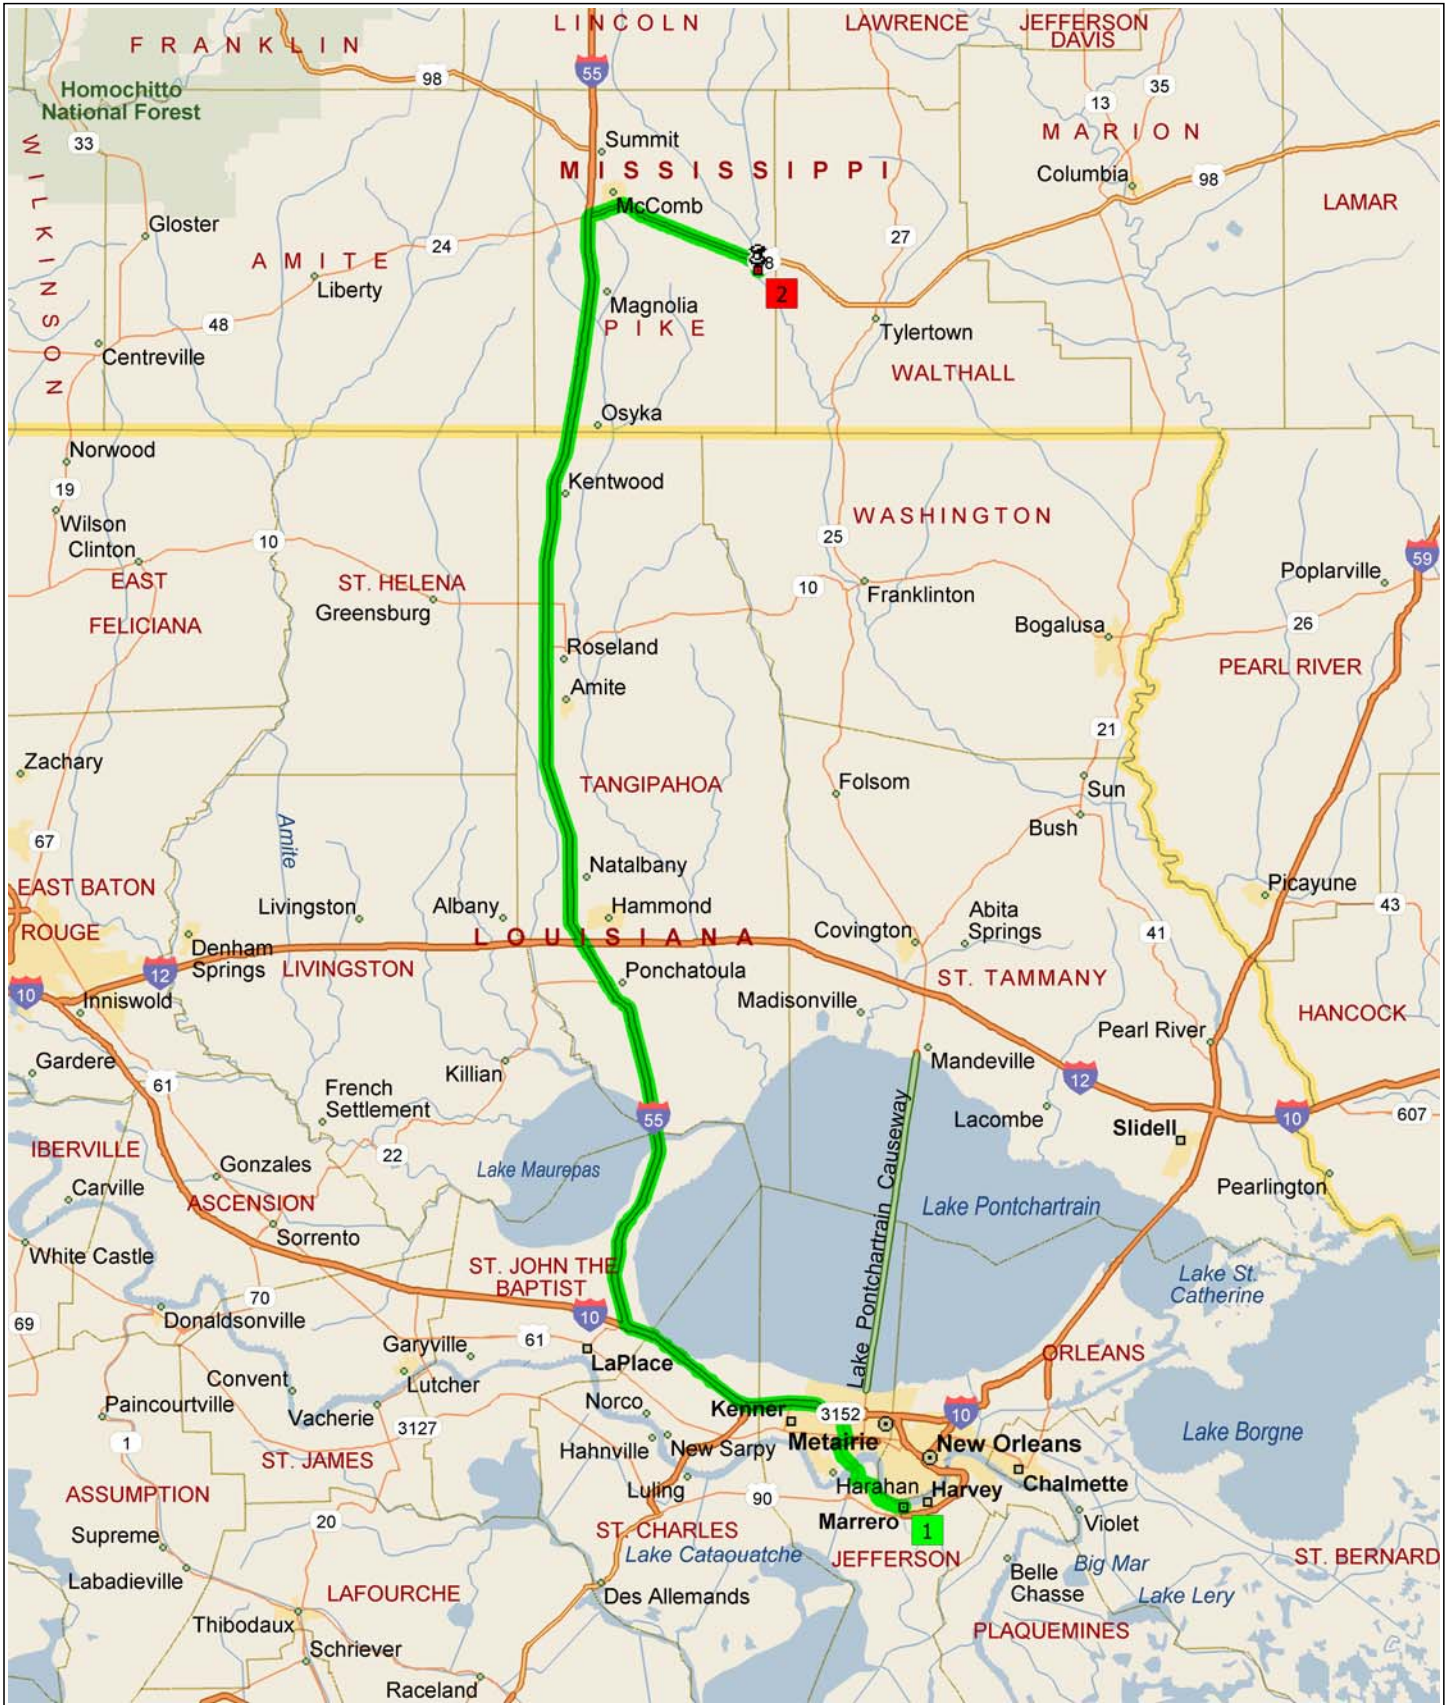 LINCOLN
LAWRENCE
JEFFERSON
DAVIS
FRANKLIN
55
98
35
13
Homochitto
National Forest
33
MARION
Summit
MISSISSIPPI
Columbia
98
WILKINSON
LAMAR
McComb
Gloster
24
27
AMITE
8
Liberty
2
Magnolia
PIKE
48
Tylertown
Centreville
WALTHALL
Osyka
Norwood
Kentwood
19
Wilson
WASHINGTON
25
Clinton
10
59
EAST
FELICIANA
ST. HELENA
Greensburg
10
Franklinton
Poplarville
Bogalusa
26
Roseland
PEARL RIVER
Amite
21
Zachary
TANGIPAHOA
Folsom
Sun
Bush
67
Amite
Natalbany
EAST BATON
ROUGE
Picayune
Livingston
Albany
Hammond
43
Abita
Springs
Covington
LOUISIANA
41
Denham
Springs
12
LIVINGSTON
Ponchatoula
ST. TAMMANY
10
Inniswold
Madisonville
HANCOCK
Pearl River
Gardere
Killian
Mandeville
61
12
French
Settlement
55
Lacombe
10
607
Slidell
IBERVILLE
22
Gonzales
Lake Maurepas
Carville
ASCENSION
Lake Pontchartrain Causeway
Pearlington
Lake Pontchartrain
Sorrento
White Castle
ST. JOHN THE
BAPTIST
Lake St.
Catherine
70
10
Donaldsonville
69
61
Garyville
LaPlace
ORLEANS
Convent
Lutcher
Paincourtville
Norco
Kenner
3152
10
Vacherie
3127
Lake Borgne
1
Hahnville
New Sarpy
Metairie
New Orleans
ST. JAMES
Chalmette
Luling
Harahan
Harvey
ASSUMPTION
90
Marrero
20
Violet
1
Supreme
ST. CHARLES
Lake Cataouatche
JEFFERSON
ST. BERNARD
Labadieville
Belle
Chasse
Big Mar
LAFOURCHE
Des Allemands
Lake Lery
Thibodaux
PLAQUEMINES
Schriever
Raceland